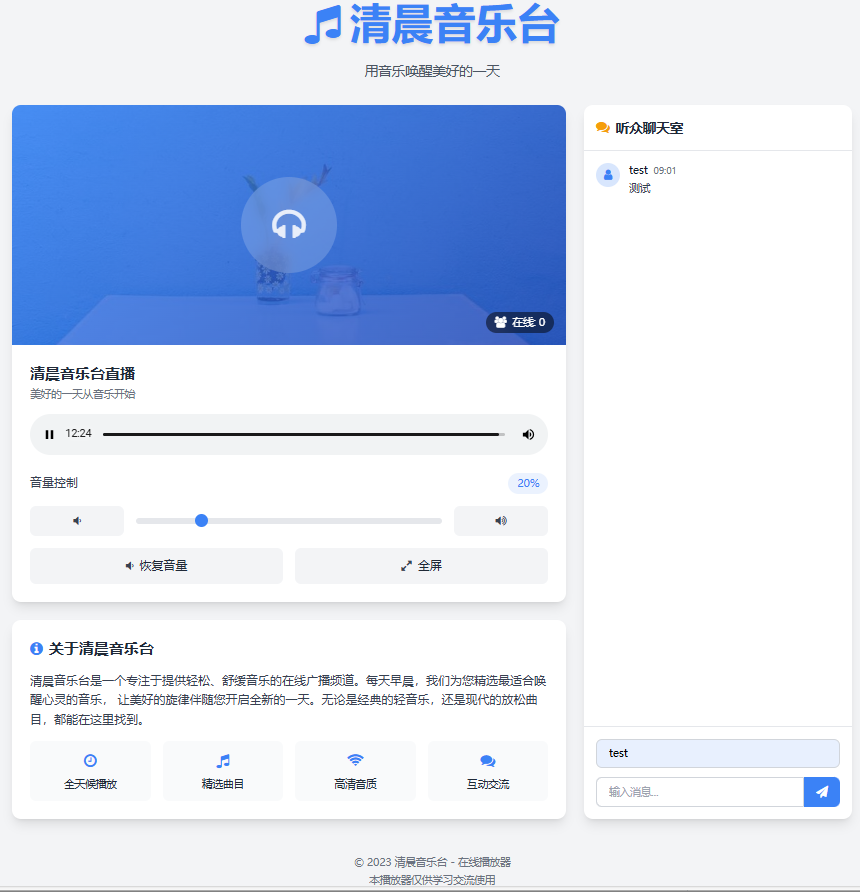 清晨音乐台
用音乐唤醒美好的一天
在线: 0
清晨音乐台直播
美好的一天从音乐开始
12:24
音量控制
20%
恢复音量
全屏
关于清晨音乐台
清晨音乐台是一个专注于提供轻松、舒缓音乐的在线广播频道。每天早晨，我们为您精选最适合唤
醒心灵的音乐， 让美好的旋律伴随您开启全新的一天。无论是经典的轻音乐，还是现代的放松曲
目，都能在这里找到。
全天候播放
精选曲目
高清音质
互动交流
听众聊天室
test 09:01
测试
test
输入消息...
© 2023 清晨音乐台 - 在线播放器
本播放器仅供学习交流使用